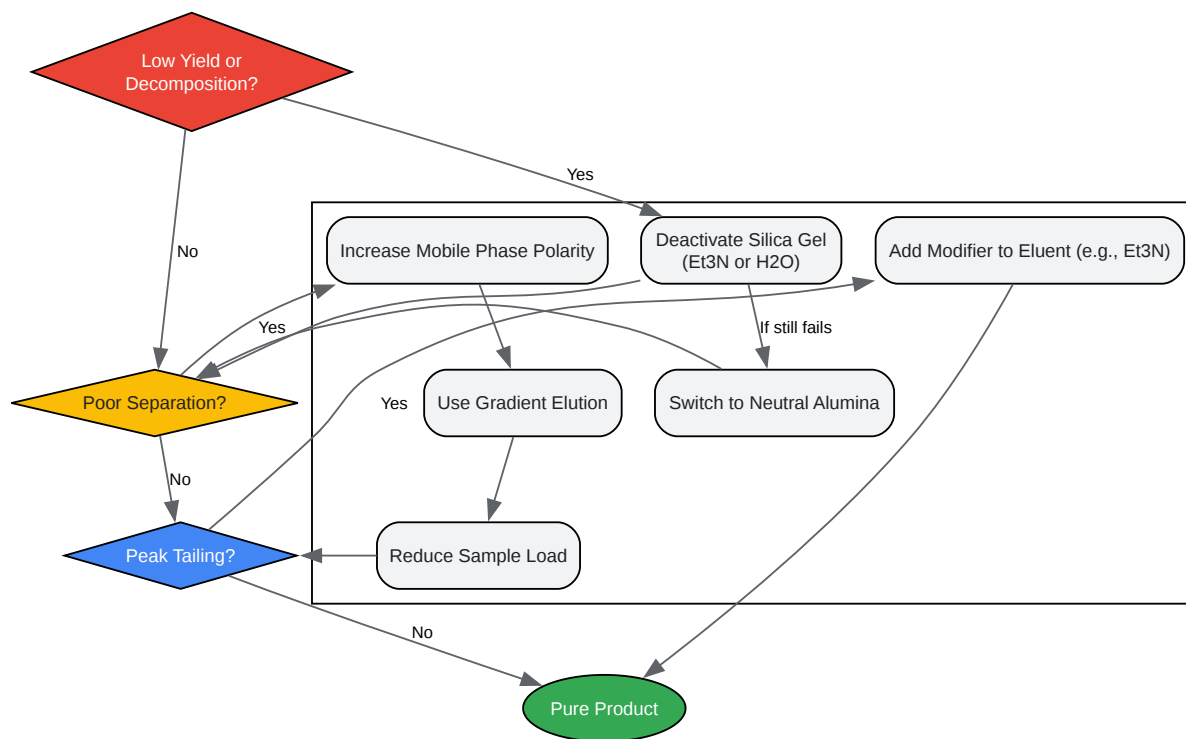 Low Yield or
Decomposition?
Yes
No
Increase Mobile Phase Polarity
Deactivate Silica Gel
(Et3N or H2O)
Add Modifier to Eluent (e.g., Et3N)
Yes
If still fails
Poor Separation?
Yes
Use Gradient Elution
Switch to Neutral Alumina
No
Peak Tailing?
Reduce Sample Load
No
Pure Product